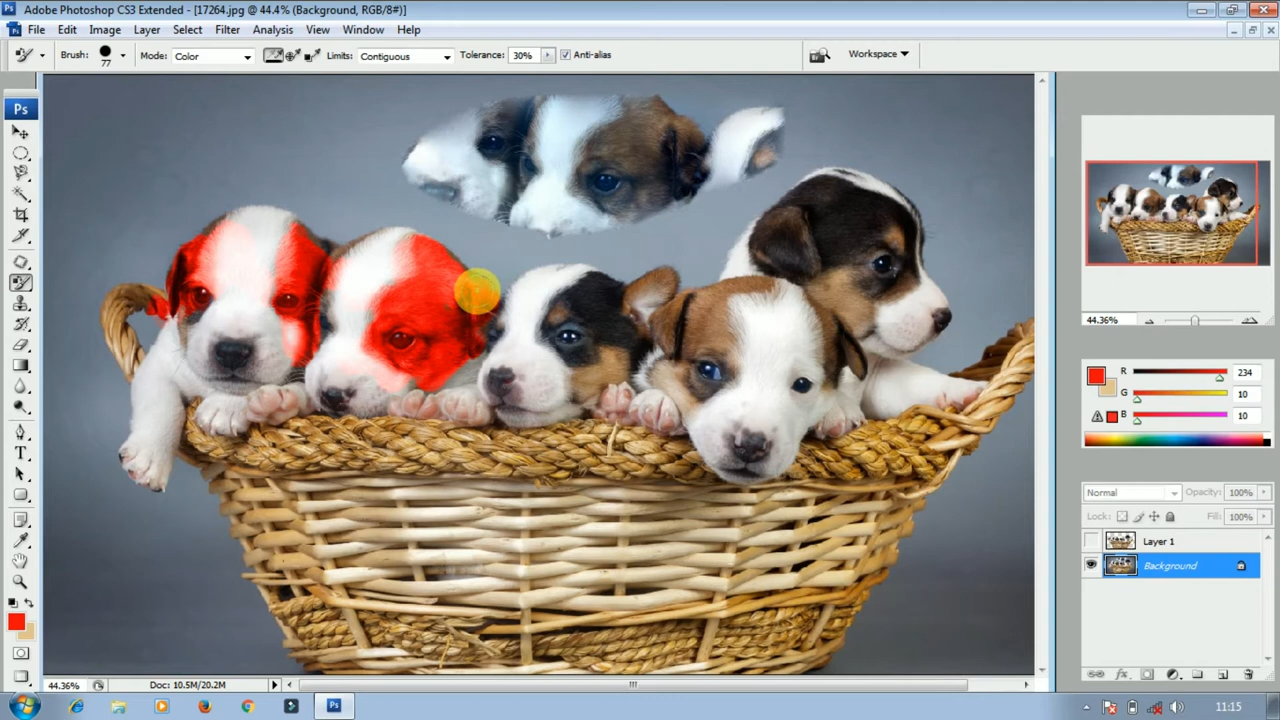 Ps Adobe Photoshop CS3 Extended - [17264.jpg @ 44.4% (Background, RGB/8#)]
File Edit Image Layer Select Filter Analysis View Window Help
Brush: 77 Mode: Color Limits: Contiguous Tolerance: 30% Anti-alias Workspace
Ps
T
44.36%
R 234
G 10
B 10
Normal Opacity: 100%
Lock: Fill: 100%
Layer 1
Background
44.36% Doc: 10.5M/20.2M
Ps 11:15